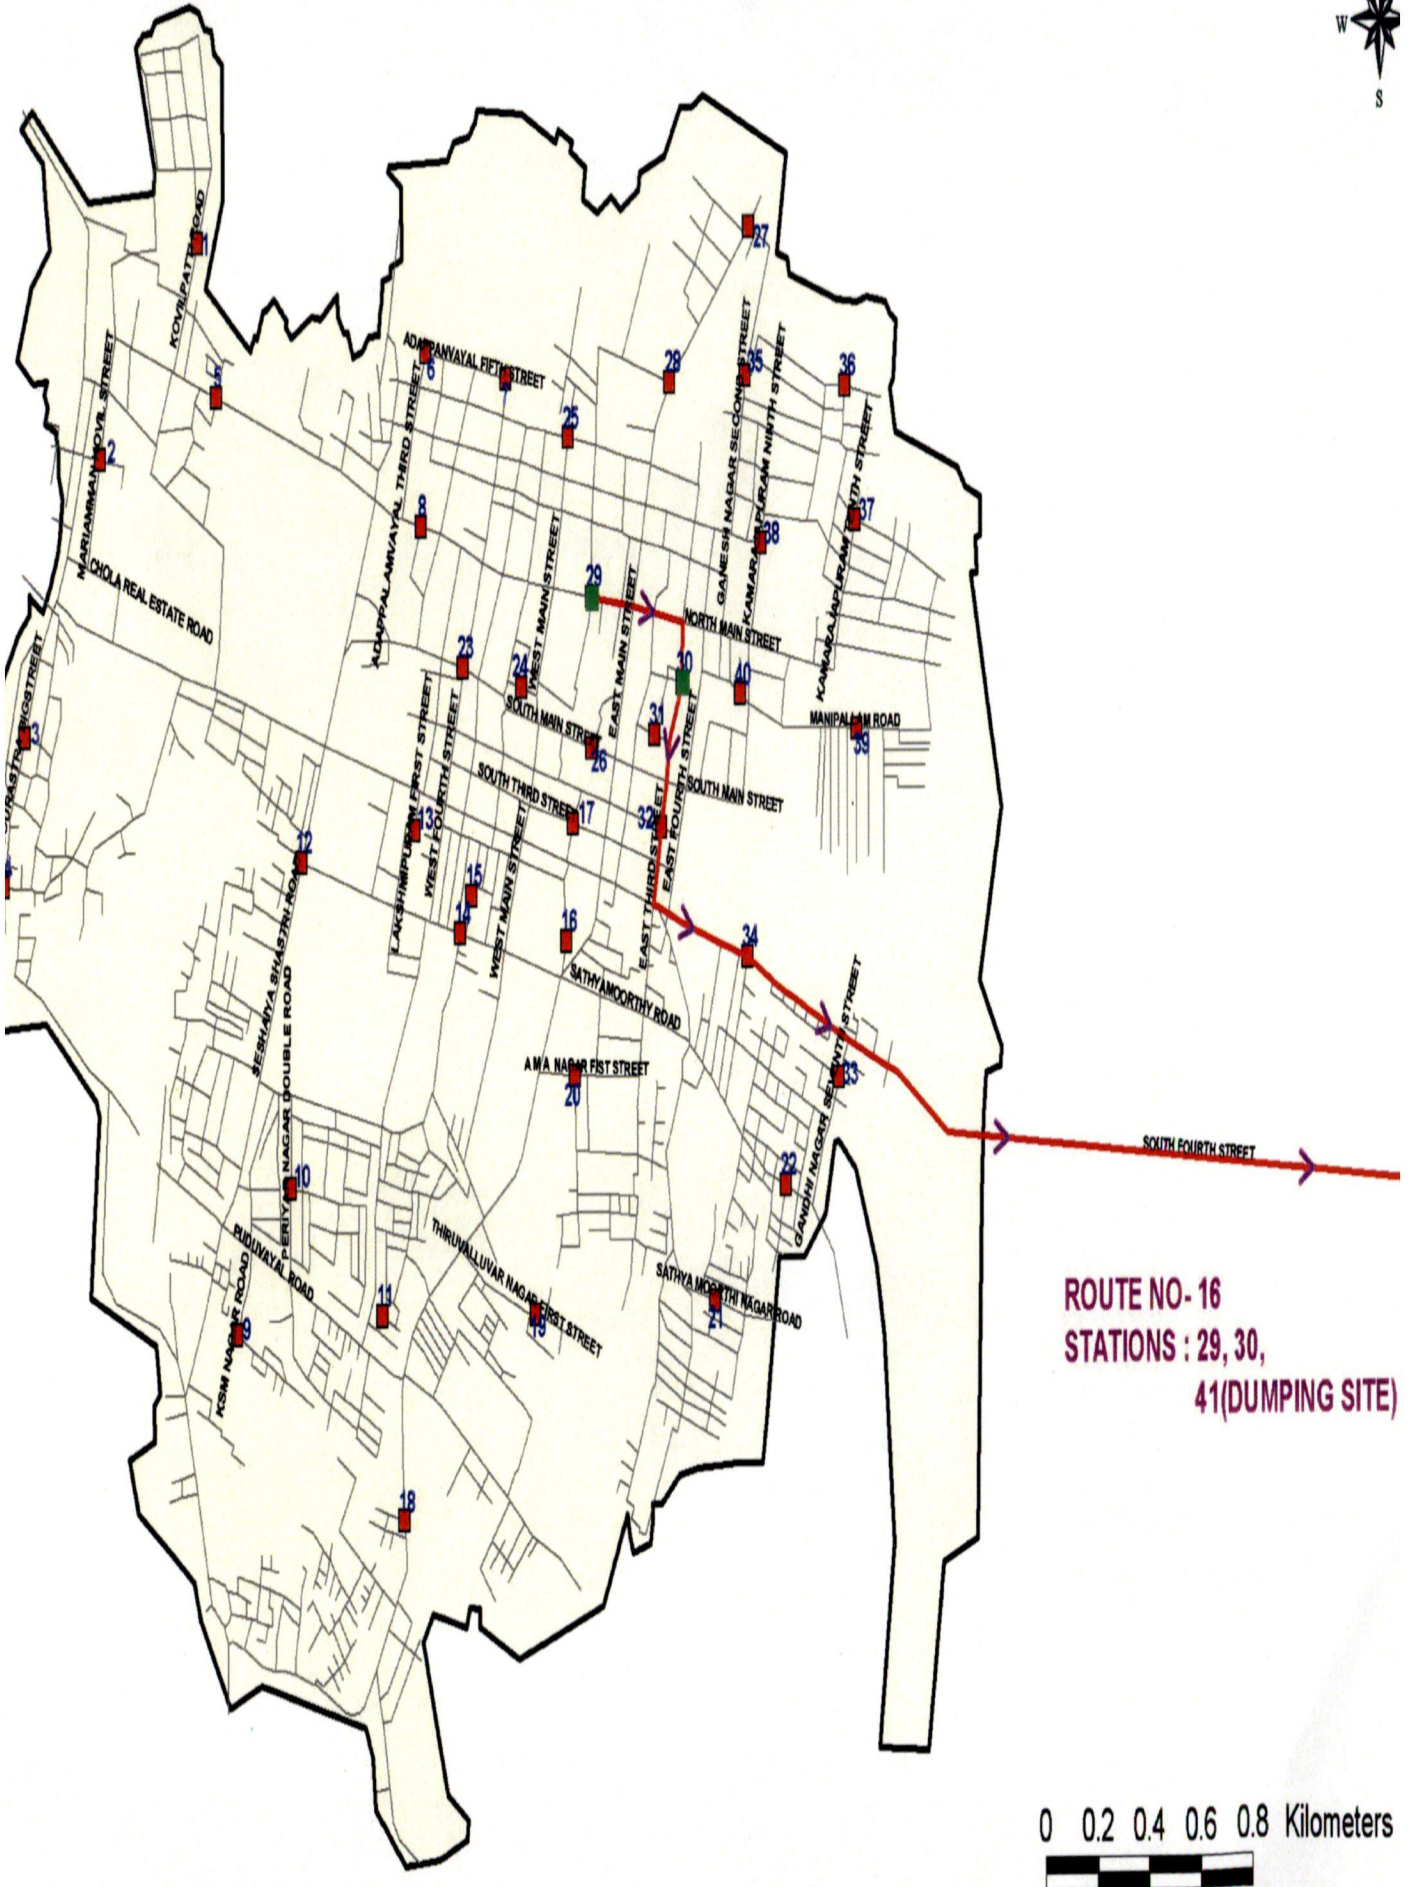 W
S
KOVILPATTI ROAD
1
27
MARIAMMAN KOVIL STREET
ADAPPANVAYAL FIFTH STREET
5
6
7
28
35
36
GANESH NAGAR SECOND STREET
KAMARAJAPURAM NINTH STREET
KAMARAJAPURAM TENTH STREET
ADAPPALAMVAYAL THIRD STREET
25
2
8
37
38
CHOLA REAL ESTATE ROAD
WEST MAIN STREET
29
EAST MAIN STREET
NORTH MAIN STREET
23
24
30
40
3
SOUTH MAIN STREET
31
MANIPALLAM ROAD
39
26
LAKSHMIPURAM FIRST STREET
WEST FOURTH STREET
SOUTH THIRD STREET
SOUTH MAIN STREET
EAST FOURTH STREET
EAST THIRD STREET
13
17
32
12
15
WEST MAIN STREET
14
16
34
SESHAIYA SHASTRI ROAD
SATHYAMOORTHY ROAD
A M A NAGAR FIST STREET
20
33
GANDHI NAGAR SEVENTH STREET
PERIYAR NAGAR DOUBLE ROAD
SOUTH FOURTH STREET
10
22
PUDUVAYAL ROAD
THIRUVALLUVAR NAGAR FIRST STREET
SATHYA MOORTHI NAGAR ROAD
KSM NAGAR ROAD
9
11
19
21
18
ROUTE NO- 16
STATIONS : 29, 30,
41(DUMPING SITE)
0 0.2 0.4 0.6 0.8 Kilometers